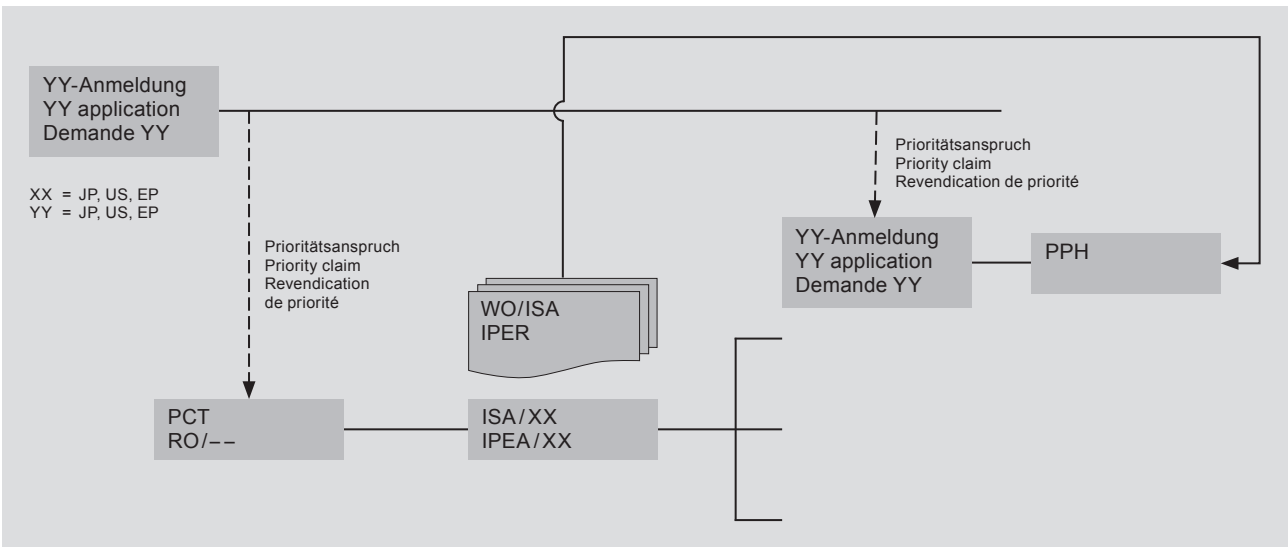 YY-Anmeldung
YY application
Demande YY
XX = JP, US, EP
YY = JP, US, EP
Prioritätsanspruch
Priority claim
Revendication
de priorité
Prioritätsanspruch
Priority claim
Revendication de priorité
YY-Anmeldung
YY application
Demande YY
PPH
WO/ISA
IPER
PCT
RO/––
ISA/XX
IPEA/XX